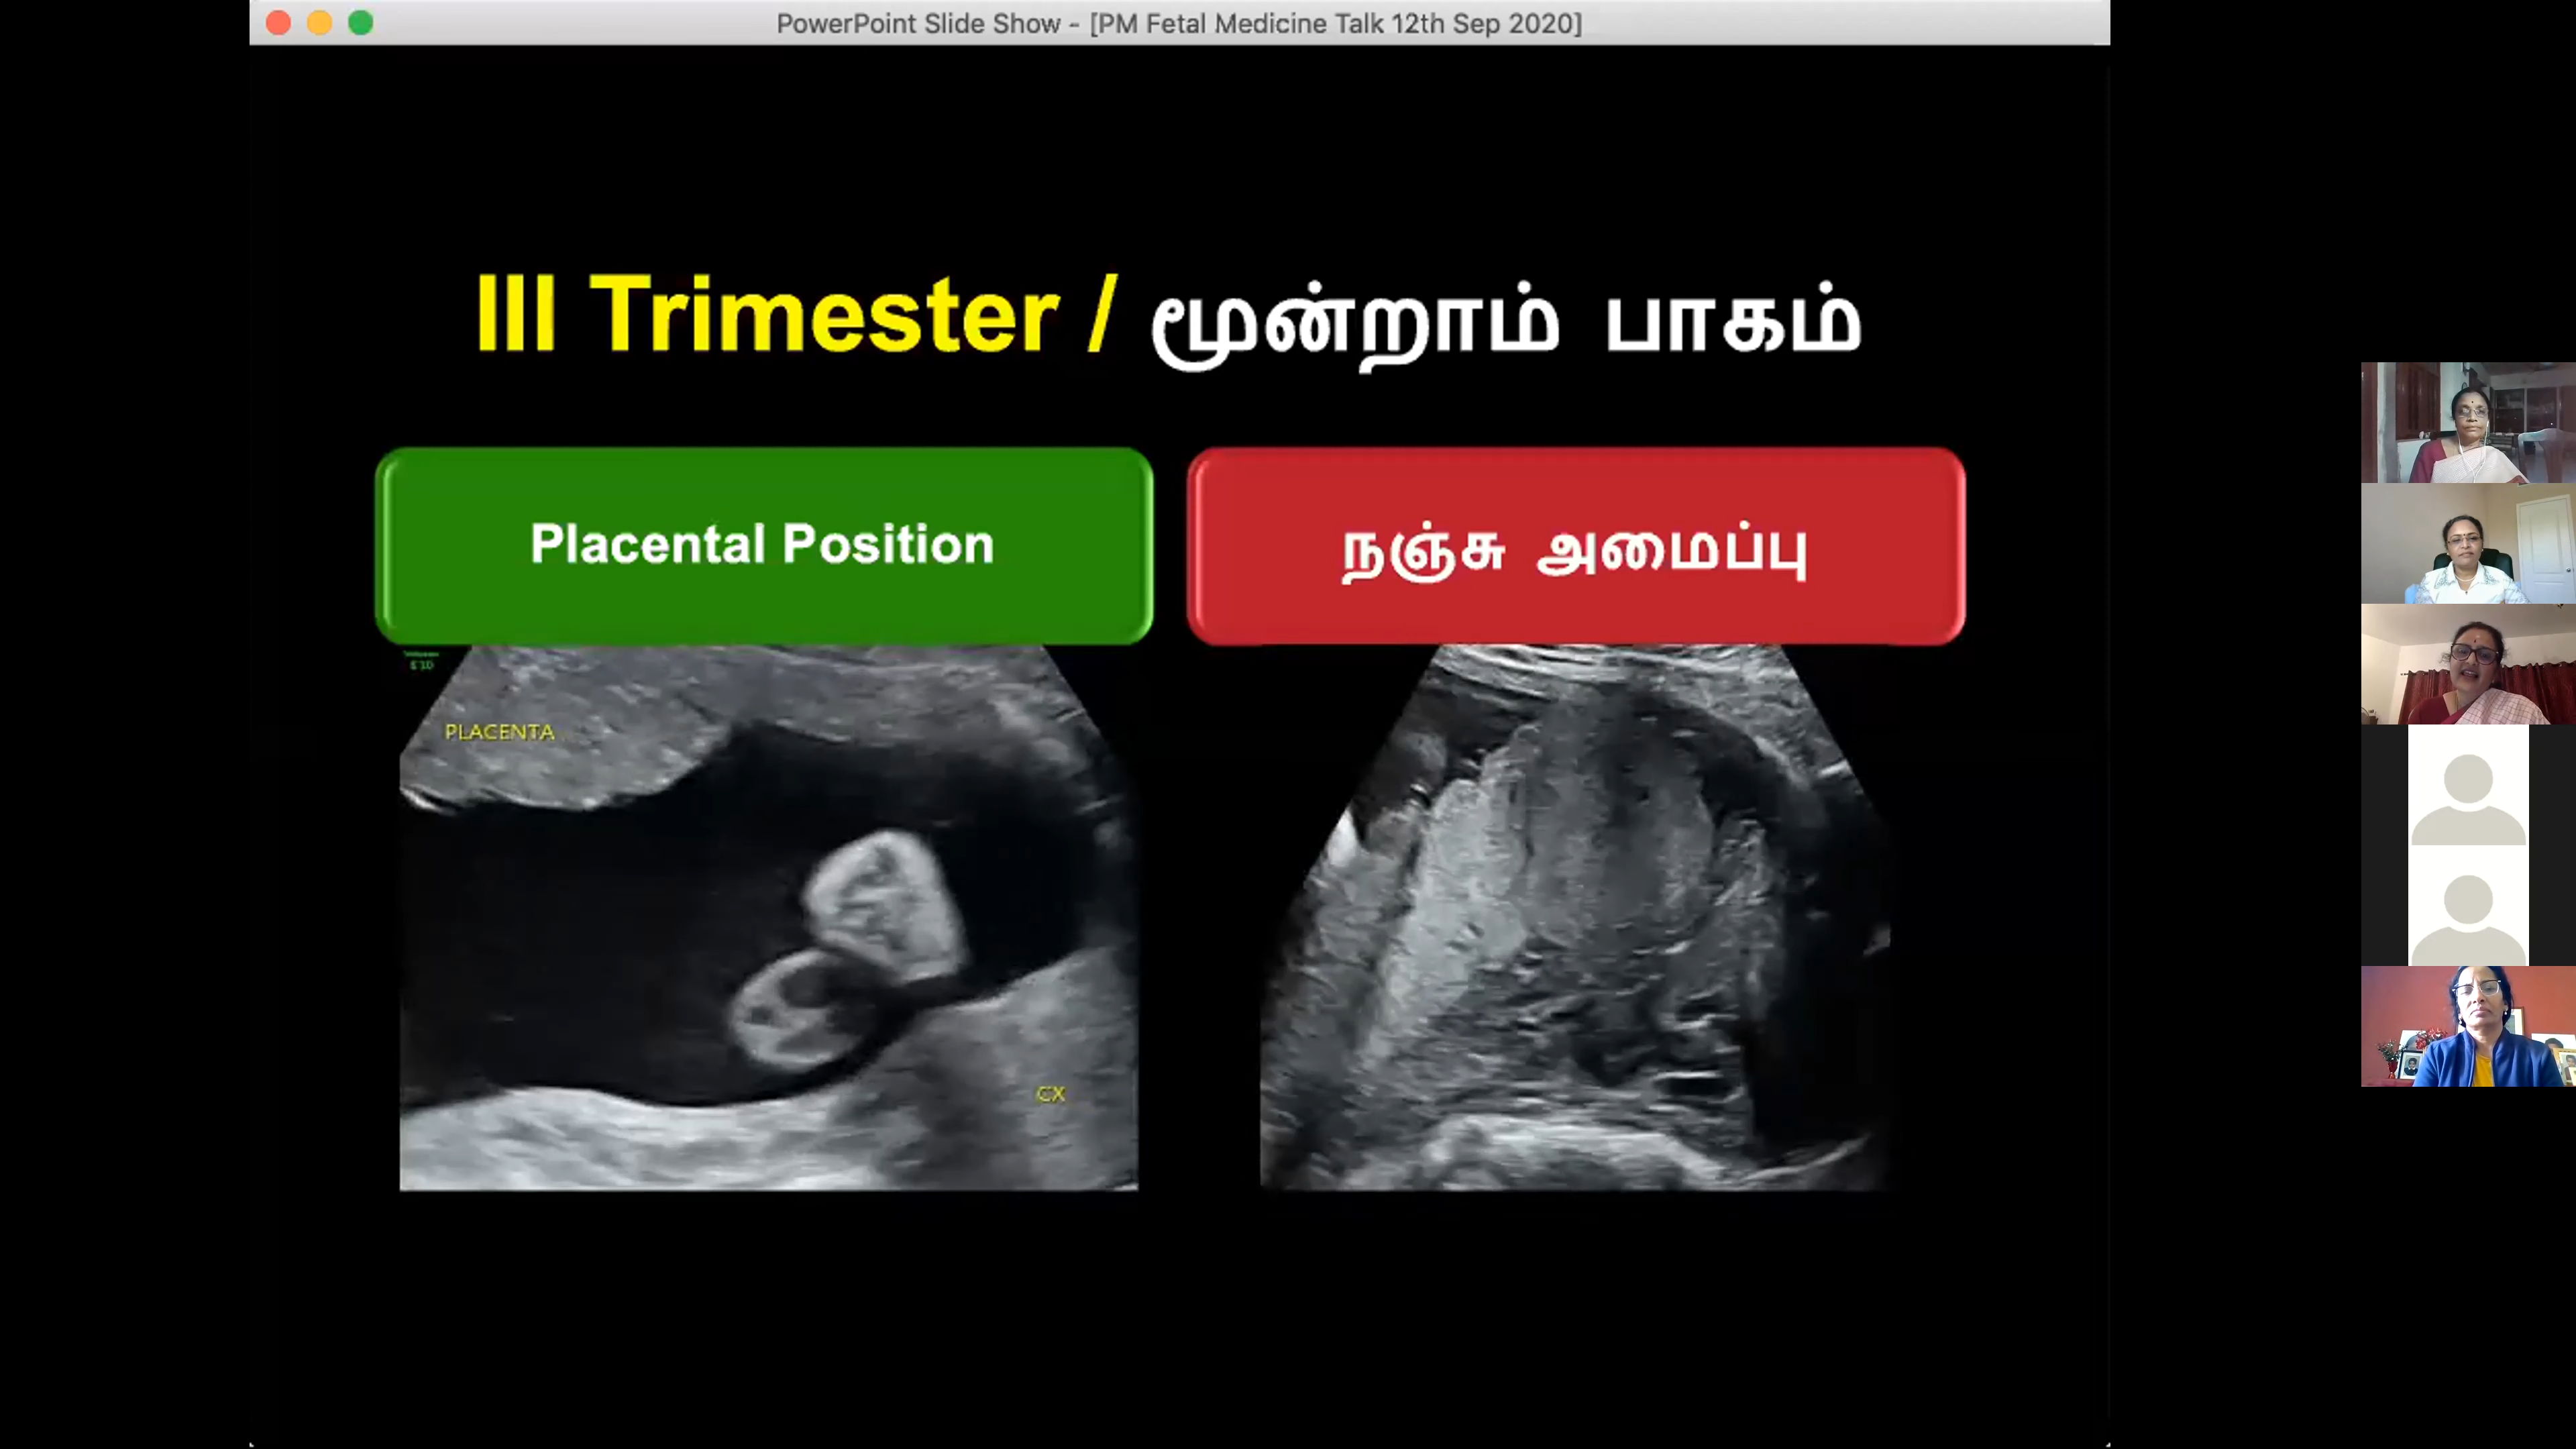 PowerPoint Slide Show - [PM Fetal Medicine Talk 12th Sep 2020]
III Trimester / மூன்றாம் பாகம்
Placental Position
நஞ்சு அமைப்பு
PLACENTA
CX